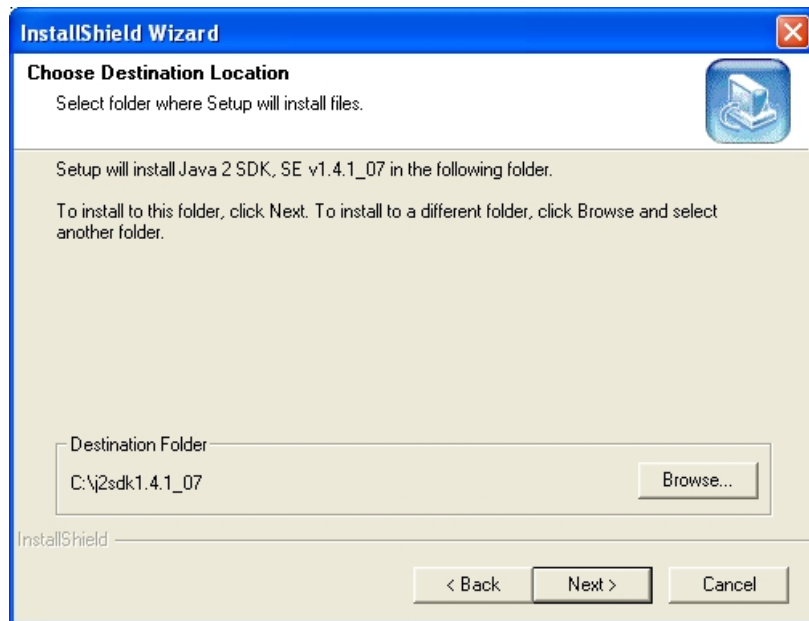 InstallShield Wizard
Choose Destination Location
Select folder where Setup will install files.
Setup will install Java 2 SDK, SE v1.4.1_07 in the following folder.
To install to this folder, click Next. To install to a different folder, click Browse and select
another folder.
Destination Folder
C:\j2sdk1.4.1_07
Browse...
InstallShield
< Back
Next >
Cancel